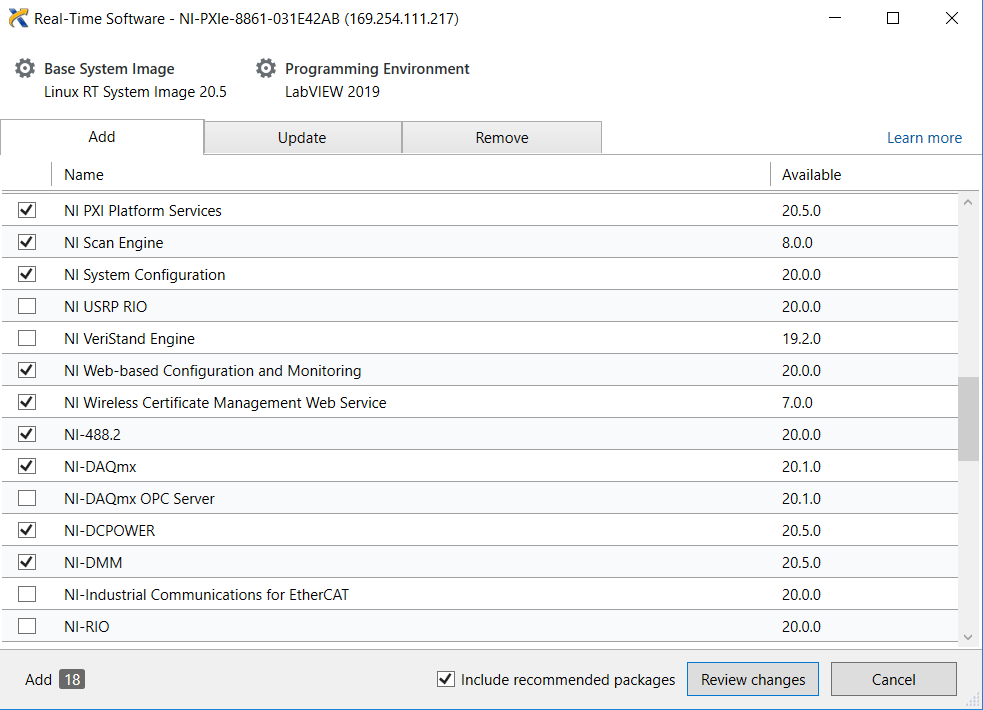 Real-Time Software - NI-PXIe-8861-031E42AB (169.254.111.217)
Base System Image Programming Environment
Linux RT System Image 20.5 LabVIEW 2019
Add Update Remove Learn more
Name Available
NI PXI Platform Services 20.5.0
NI Scan Engine 8.0.0
NI System Configuration 20.0.0
NI USRP RIO 20.0.0
NI VeriStand Engine 19.2.0
NI Web-based Configuration and Monitoring 20.0.0
NI Wireless Certificate Management Web Service 7.0.0
NI-488.2 20.0.0
NI-DAQmx 20.1.0
NI-DAQmx OPC Server 20.1.0
NI-DCPOWER 20.5.0
NI-DMM 20.5.0
NI-Industrial Communications for EtherCAT 20.0.0
NI-RIO 20.0.0
Add 18 Include recommended packages Review changes Cancel